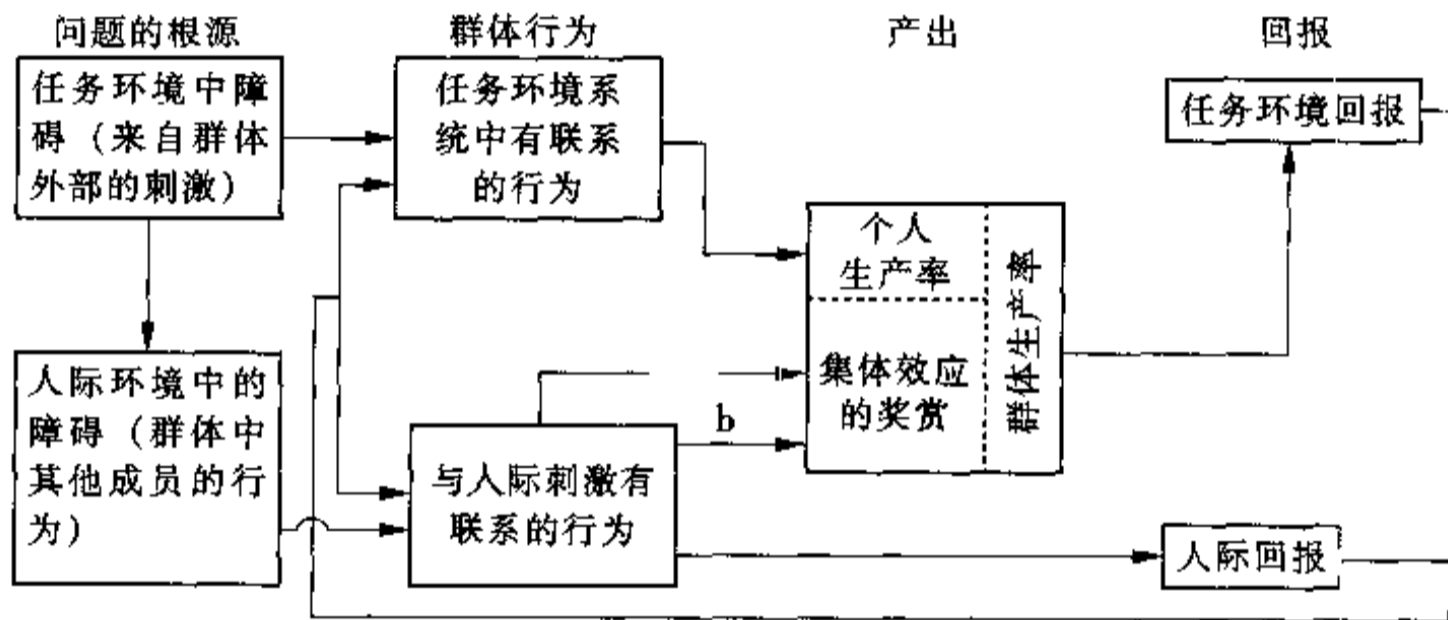 问题的根源
群体行为
产出
回报
任务环境中障
碍（来自群体
外部的刺激）
任务环境系
统中有联系
的行为
任务环境回报
个人
生产率
群体生产率
集体效应
的奖赏
人际环境中的
障碍（群体中
其他成员的行
为）
b
与人际刺激有
联系的行为
人际回报